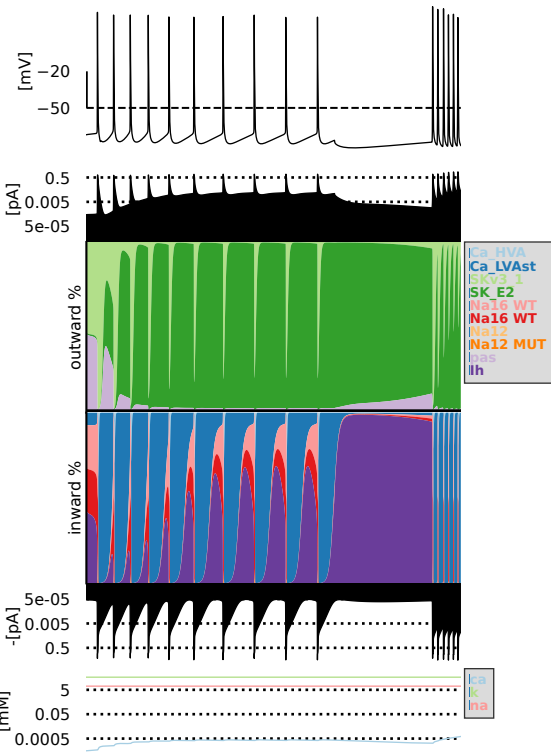 [mV]
−20
−50
[pA]
0.5
0.005
5e-05
outward %
Ca_HVA
Ca_LVAst
SKv3_1
SK_E2
Na16 WT
Na16 WT
Na12
Na12 MUT
pas
Ih
inward %
-[pA]
5e-05
0.005
0.5
[mM]
5
0.05
0.0005
ca
k
na